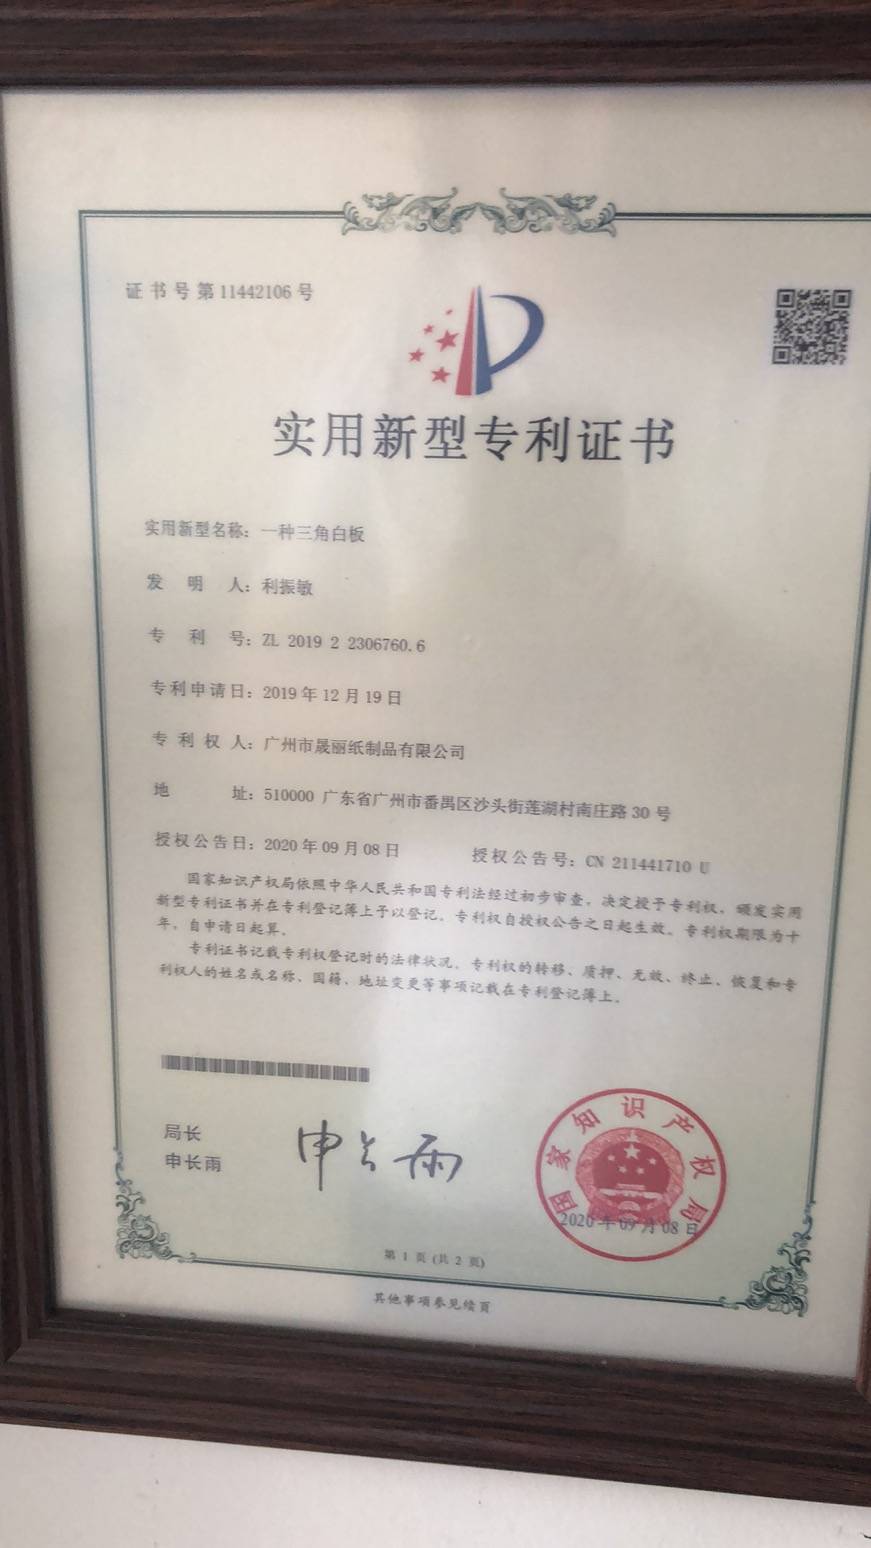 证书号第11442106号
实用新型专利证书
实用新型名称：一种三角白板
发 明 人：利振敏
专 利 号：ZL 2019 2 2306760.6
专利申请日：2019年12月19日
专 利 权 人：广州市晟丽纸制品有限公司
地 址：510000 广东省广州市番禺区沙头街莲湖村南庄路30号
授权公告日：2020年09月08日 授权公告号：CN 211441710 U
国家知识产权局依照中华人民共和国专利法经过初步审查，决定授予专利权，颁发实用
新型专利证书并在专利登记簿上予以登记。专利权自授权公告之日起生效。专利权期限为十
年，自申请日起算。
专利证书记载专利权登记时的法律状况。专利权的转移、质押、无效、终止、恢复和专
利权人的姓名或名称、国籍、地址变更等事项记载在专利登记簿上。
局长
申长雨
申长雨
国家知识产权局
2020年09月08日
第 1 页 (共 2 页)
其他事项参见续页